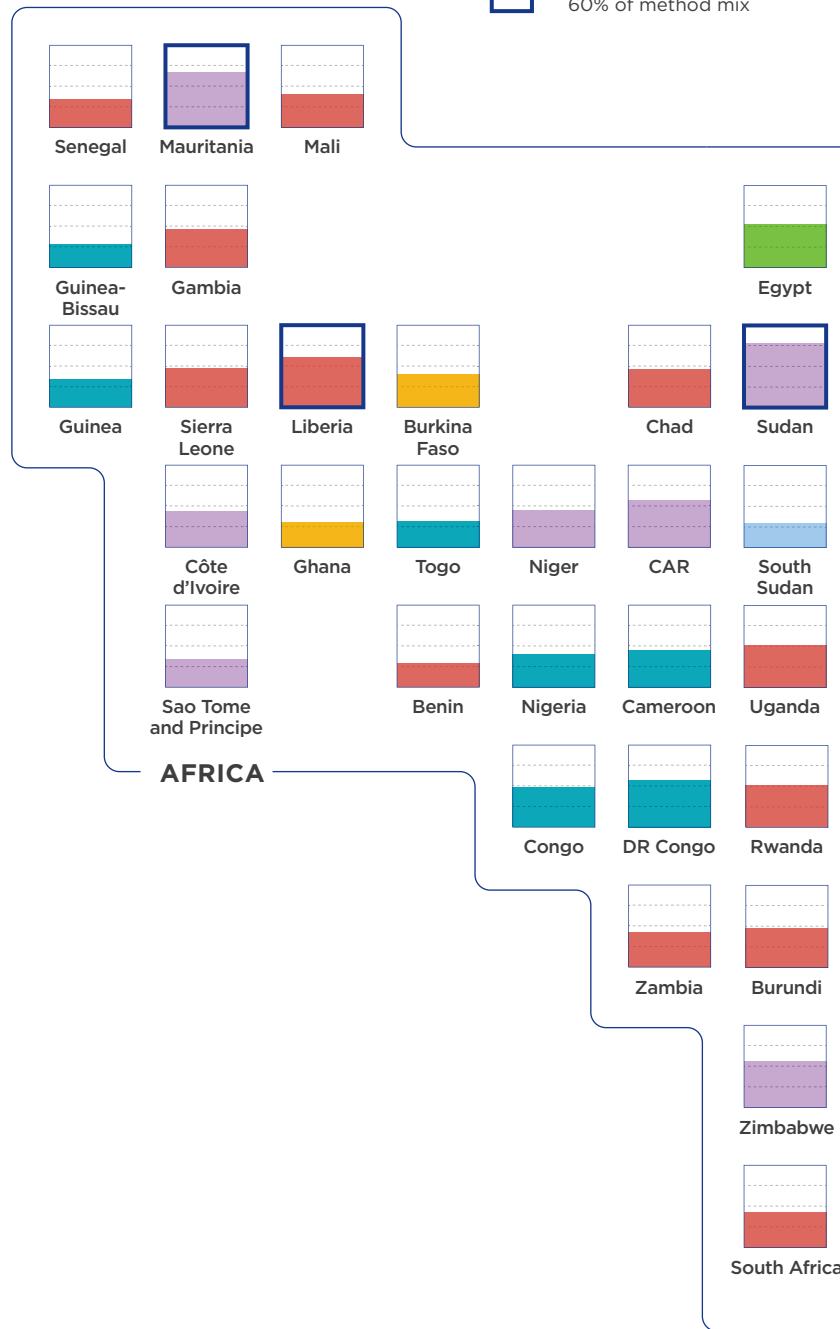 60% of method mix
Senegal
Mauritania
Mali
Guinea-
Bissau
Gambia
Egypt
Guinea
Sierra
Leone
Liberia
Burkina
Faso
Chad
Sudan
Côte
d’Ivoire
Ghana
Togo
Niger
CAR
South
Sudan
Sao Tome
and Principe
Benin
Nigeria
Cameroon
Uganda
AFRICA
Congo
DR Congo
Rwanda
Zambia
Burundi
Zimbabwe
South Africa